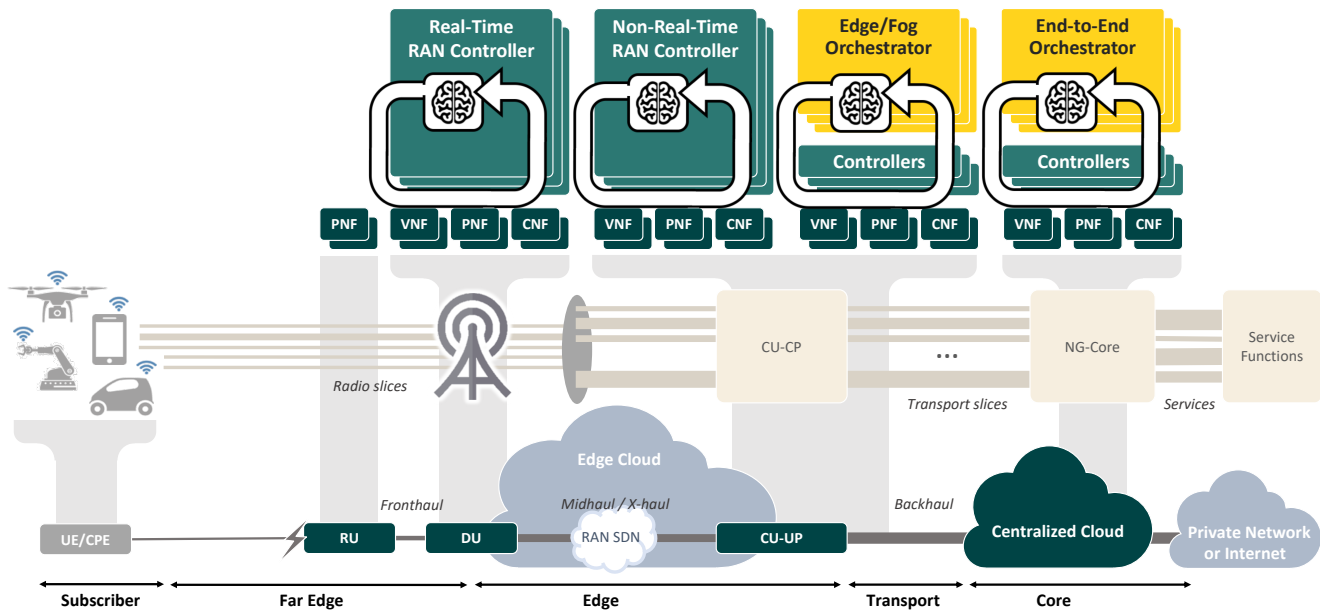 Real-Time
RAN Controller
Non-Real-Time
RAN Controller
Edge/Fog
Orchestrator
End-to-End
Orchestrator
Controllers
Controllers
PNF
VNF
PNF
CNF
VNF
PNF
CNF
VNF
PNF
CNF
VNF
PNF
CNF
CU-CP
...
NG-Core
Service
Functions
Radio slices
Transport slices
Services
Edge Cloud
Fronthaul
Midhaul / X-haul
Backhaul
UE/CPE
RU
DU
RAN SDN
CU-UP
Centralized Cloud
Private Network
or Internet
Subscriber
Far Edge
Edge
Transport
Core